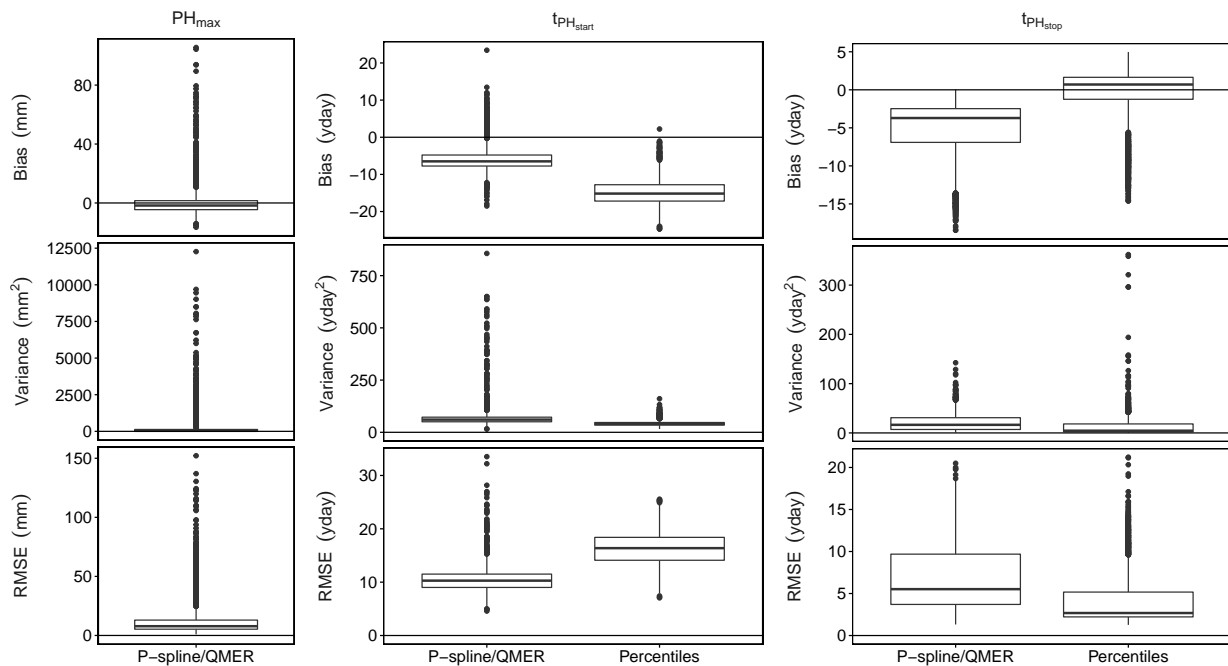 PHmax
tPHstart
tPHstop
Bias (mm)
80
40
0
Bias (yday)
20
10
0
−10
−20
Bias (yday)
5
0
−5
−10
−15
Variance (mm²)
12500
10000
7500
5000
2500
0
Variance (yday²)
750
500
250
0
Variance (yday²)
300
200
100
0
RMSE (mm)
150
100
50
0
RMSE (yday)
30
20
10
0
RMSE (yday)
20
15
10
5
0
P−spline/QMER
P−spline/QMER
Percentiles
P−spline/QMER
Percentiles